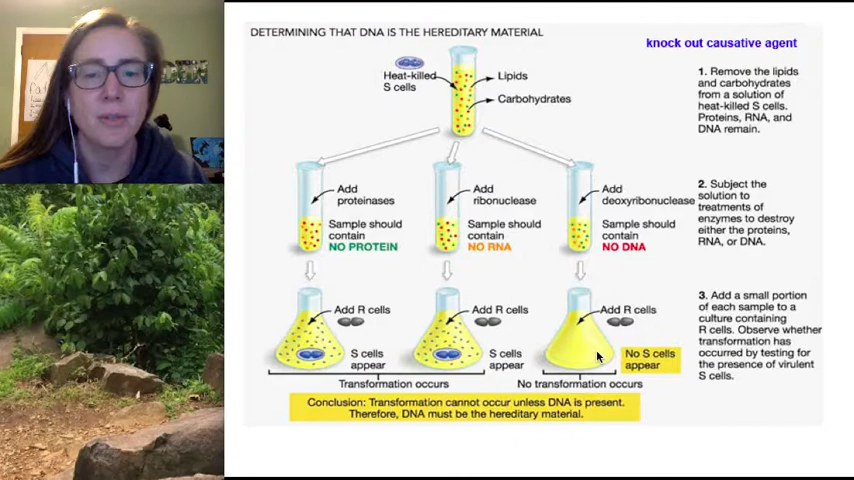 DETERMINING THAT DNA IS THE HEREDITARY MATERIAL
knock out causative agent
Heat-killed
S cells
Lipids
Carbohydrates
1. Remove the lipids
and carbohydrates
from a solution of
heat-killed S cells.
Proteins, RNA, and
DNA remain.
Add
proteinases
Add
ribonuclease
Add
deoxyribonuclease
Sample should
contain
NO PROTEIN
Sample should
contain
NO RNA
Sample should
contain
NO DNA
2. Subject the
solution to
treatments of
enzymes to destroy
either the proteins,
RNA, or DNA.
Add R cells
Add R cells
Add R cells
S cells
appear
S cells
appear
No S cells
appear
3. Add a small portion
of each sample to a
culture containing
R cells. Observe whether
transformation has
occurred by testing for
the presence of virulent
S cells.
Transformation occurs
No transformation occurs
Conclusion: Transformation cannot occur unless DNA is present.
Therefore, DNA must be the hereditary material.